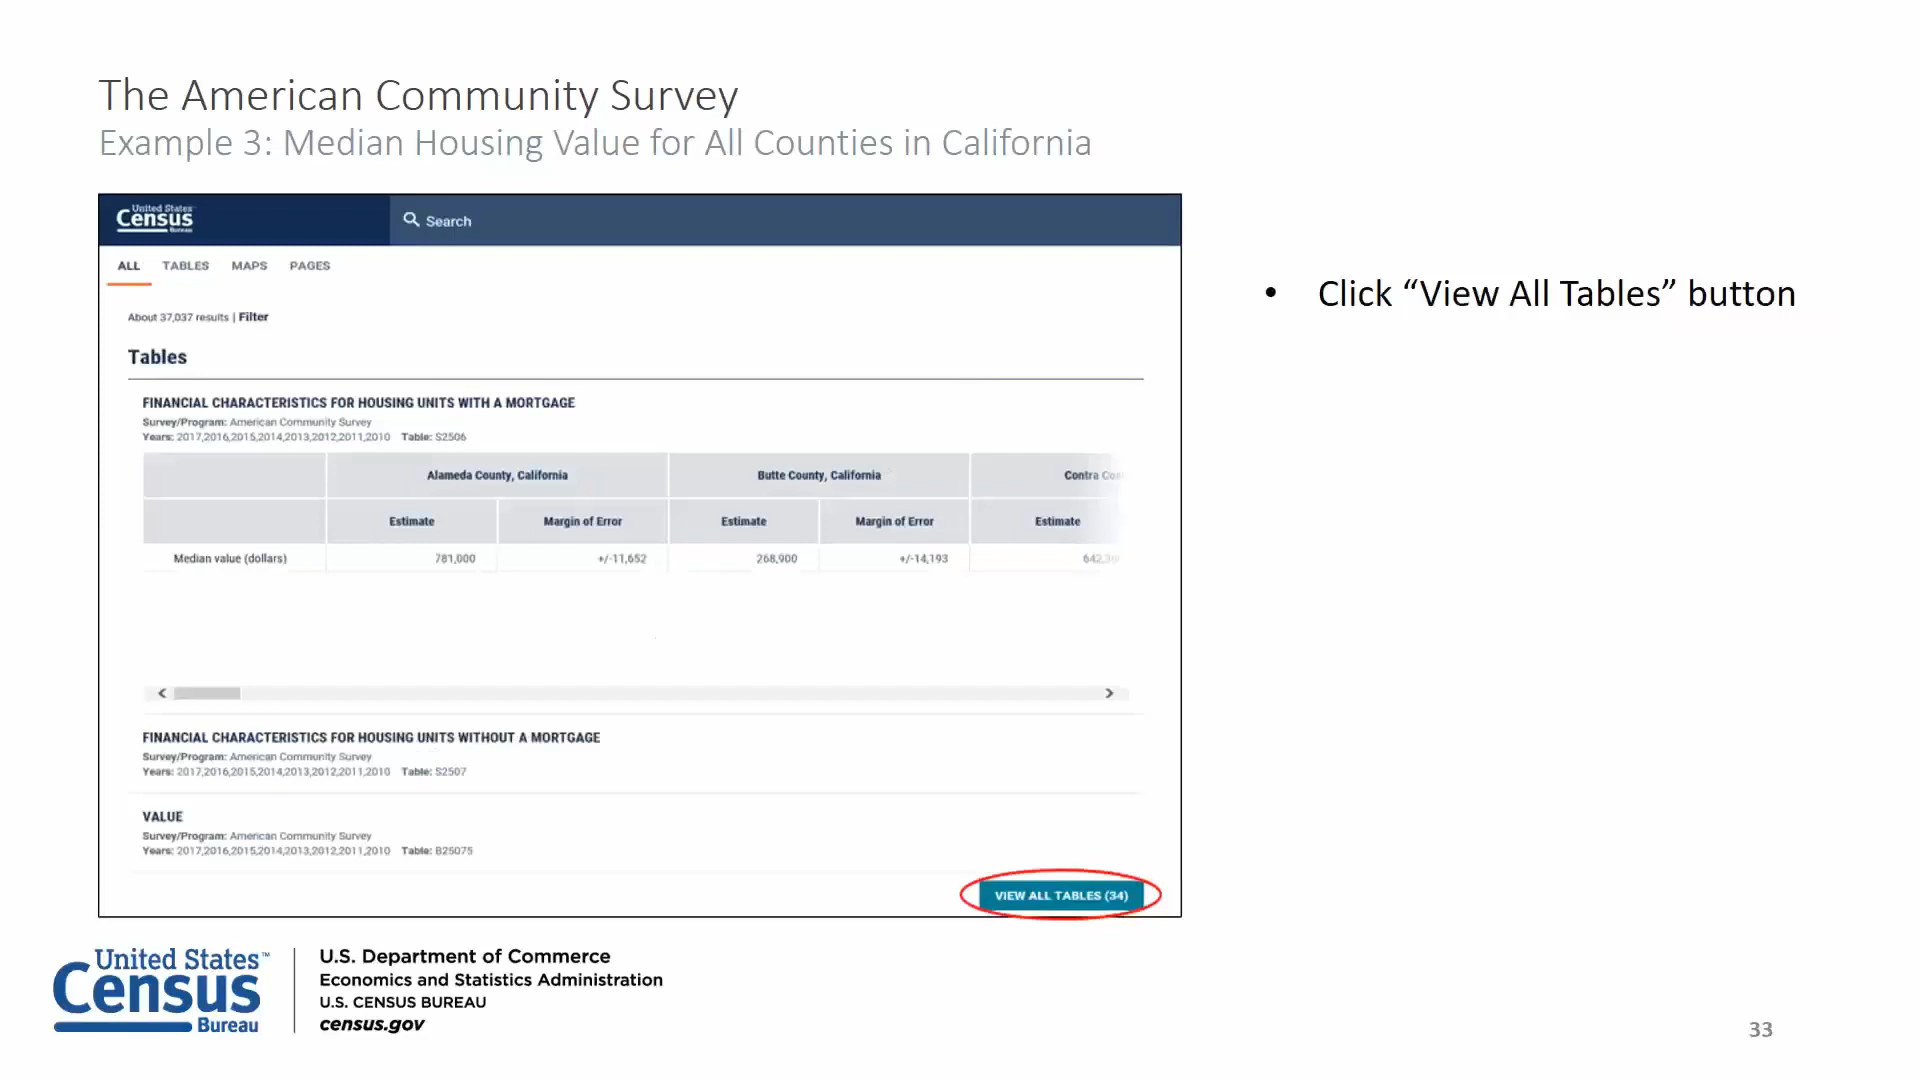 The American Community Survey
Example 3: Median Housing Value for All Counties in California
United States
Census
Bureau
Search
ALL TABLES MAPS PAGES
About 37,037 results | Filter
Tables
FINANCIAL CHARACTERISTICS FOR HOUSING UNITS WITH A MORTGAGE
Survey/Program: American Community Survey
Years: 2017,2016,2015,2014,2013,2012,2011,2010 Table: S2506
Alameda County, California Butte County, California Contra
Estimate Margin of Error Estimate Margin of Error Estimate
Median value (dollars) 781,000 +/-11,652 268,900 +/-14,193
FINANCIAL CHARACTERISTICS FOR HOUSING UNITS WITHOUT A MORTGAGE
Survey/Program: American Community Survey
Years: 2017,2016,2015,2014,2013,2012,2011,2010 Table: S2507
VALUE
Survey/Program: American Community Survey
Years: 2017,2016,2015,2014,2013,2012,2011,2010 Table: B25075
VIEW ALL TABLES (34)
• Click “View All Tables” button
United States™
Census
Bureau
U.S. Department of Commerce
Economics and Statistics Administration
U.S. CENSUS BUREAU
census.gov
33